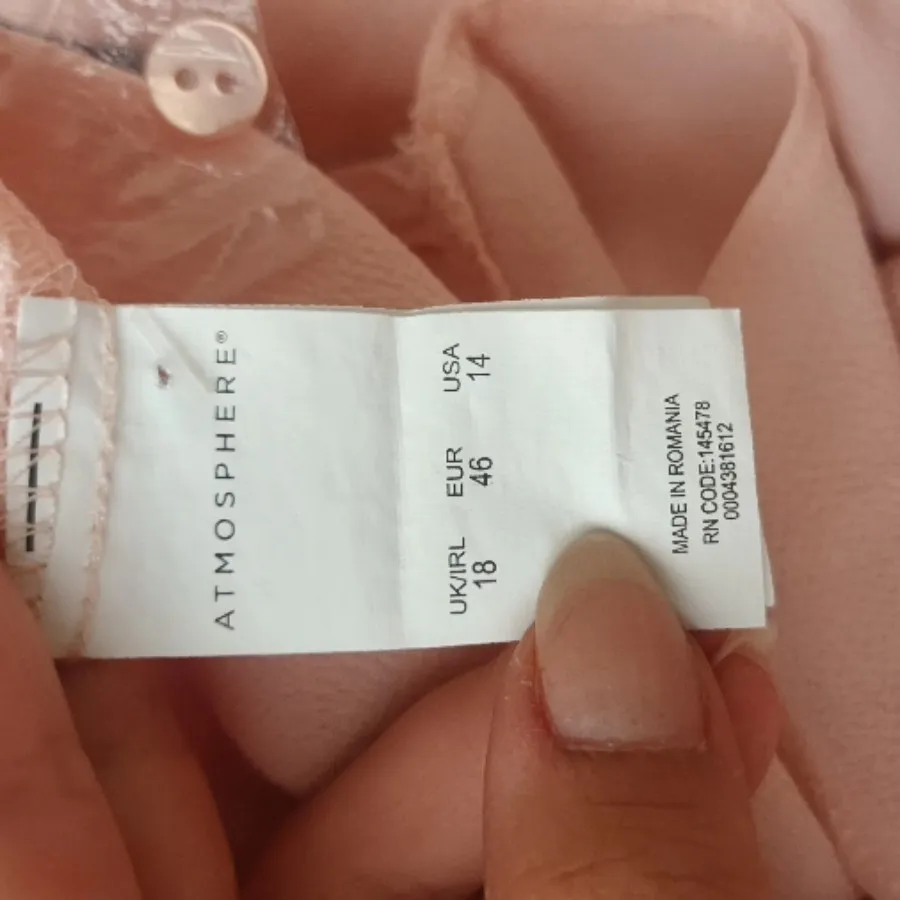 ATMOSPHERE®
UK/IRL EUR USA
18 46 14
MADE IN ROMANIA
RN CODE:145478
0004381612